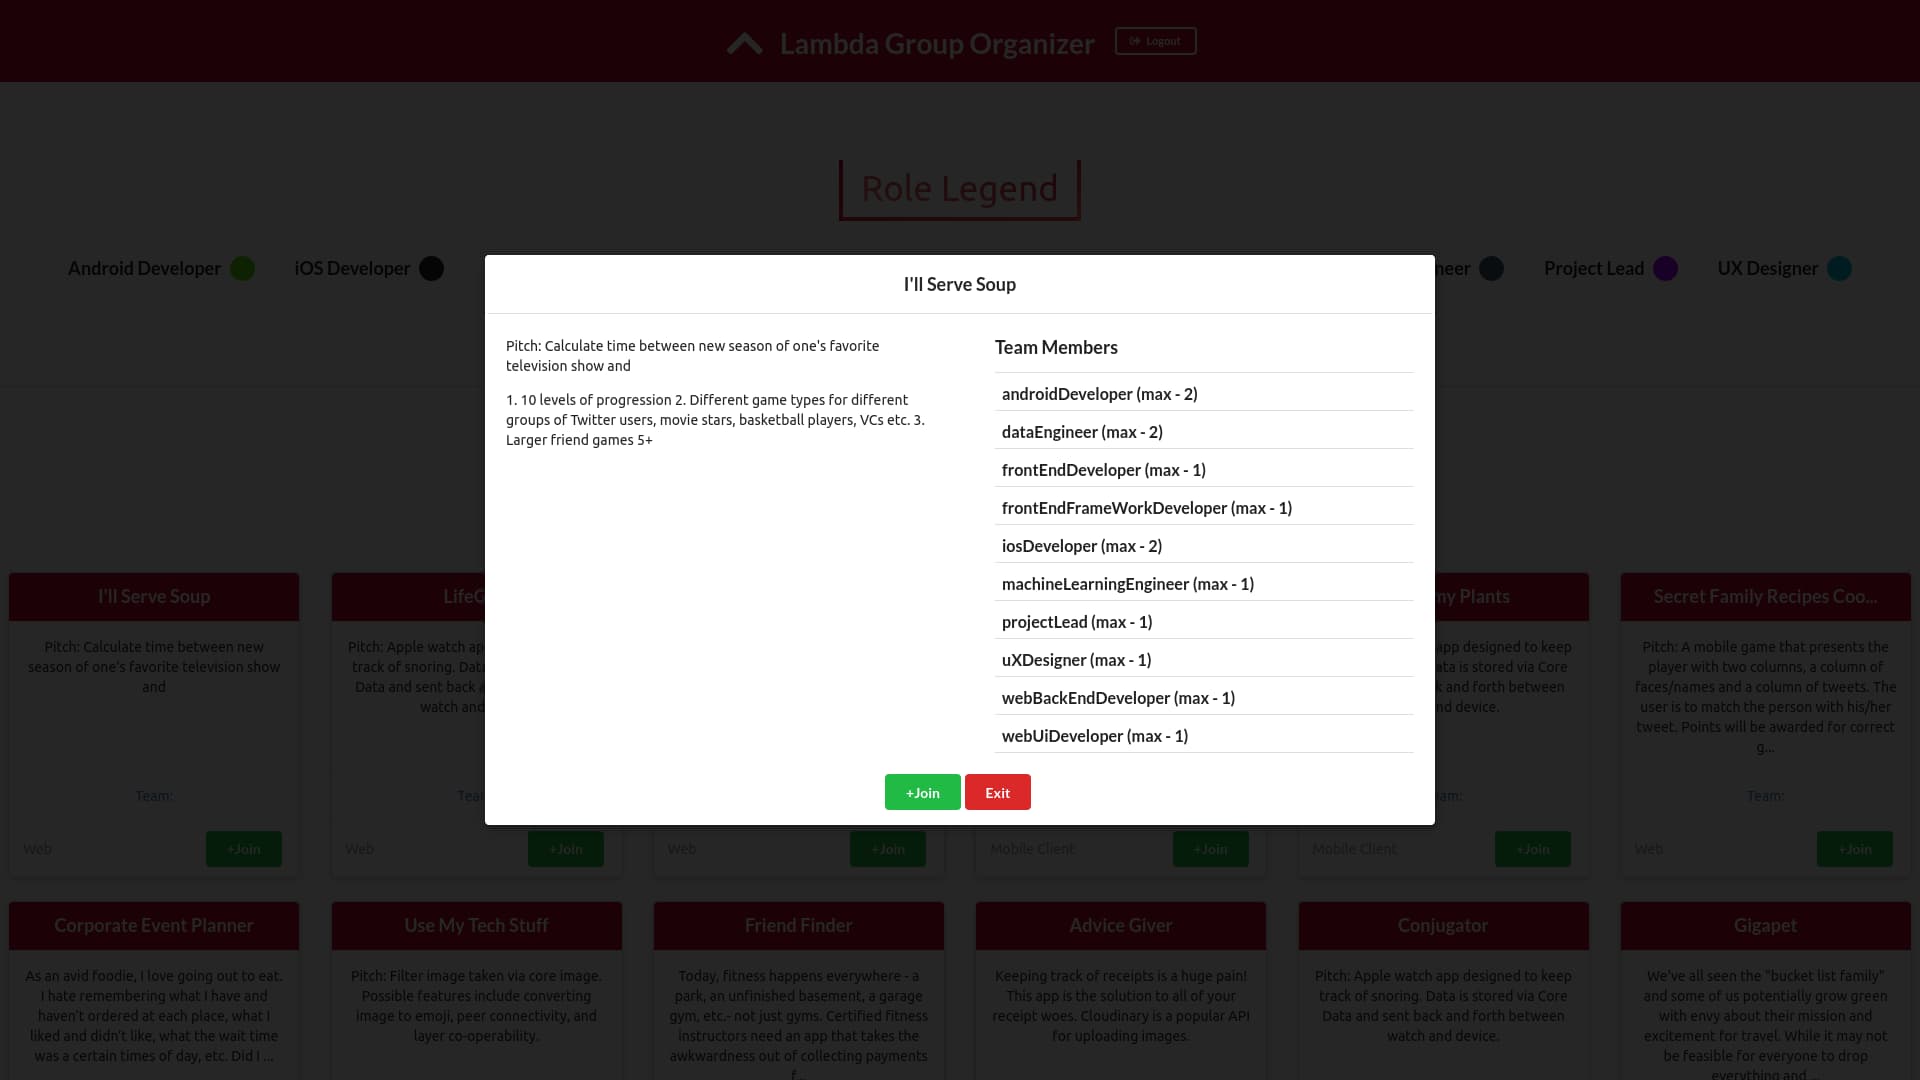 Lambda Group Organizer
Logout
Role Legend
Android Developer
iOS Developer
neer
Project Lead
UX Designer
I'll Serve Soup
Pitch: Calculate time between new season of one's favorite
television show and
1. 10 levels of progression 2. Different game types for different
groups of Twitter users, movie stars, basketball players, VCs etc. 3.
Larger friend games 5+
Team Members
androidDeveloper (max - 2)
dataEngineer (max - 2)
frontEndDeveloper (max - 1)
frontEndFrameWorkDeveloper (max - 1)
iosDeveloper (max - 2)
machineLearningEngineer (max - 1)
projectLead (max - 1)
uXDesigner (max - 1)
webBackEndDeveloper (max - 1)
webUiDeveloper (max - 1)
+Join
Exit
I'll Serve Soup
Pitch: Calculate time between new
season of one's favorite television show
and
Team:
Web
+Join
Pitch: Apple watch ap
track of snoring. Dat
Data and sent back
watch and
Web
+Join
Web
+Join
Mobile Client
+Join
my Plants
app designed to keep
ata is stored via Core
k and forth between
nd device.
Mobile Client
+Join
Secret Family Recipes Coo...
Pitch: A mobile game that presents the
player with two columns, a column of
faces/names and a column of tweets. The
user is to match the person with his/her
tweet. Points will be awarded for correct
g...
Team:
Web
+Join
Corporate Event Planner
As an avid foodie, I love going out to eat.
I hate remembering what I have and
haven't ordered at each place, what I
liked and didn't like, what the wait time
was a certain times of day, etc. Did I ...
Use My Tech Stuff
Pitch: Filter image taken via core image.
Possible features include converting
image to emoji, peer connectivity, and
layer co-operability.
Friend Finder
Today, fitness happens everywhere - a
park, an unfinished basement, a garage
gym, etc.- not just gyms. Certified fitness
instructors need an app that takes the
awkwardness out of collecting payments
f...
Advice Giver
Keeping track of receipts is a huge pain!
This app is the solution to all of your
receipt woes. Cloudinary is a popular API
for uploading images.
Conjugator
Pitch: Apple watch app designed to keep
track of snoring. Data is stored via Core
Data and sent back and forth between
watch and device.
Gigapet
We've all seen the "bucket list family"
and some of us potentially grow green
with envy about their mission and
excitement for travel. While it may not
be feasible for everyone to drop
everything and ...